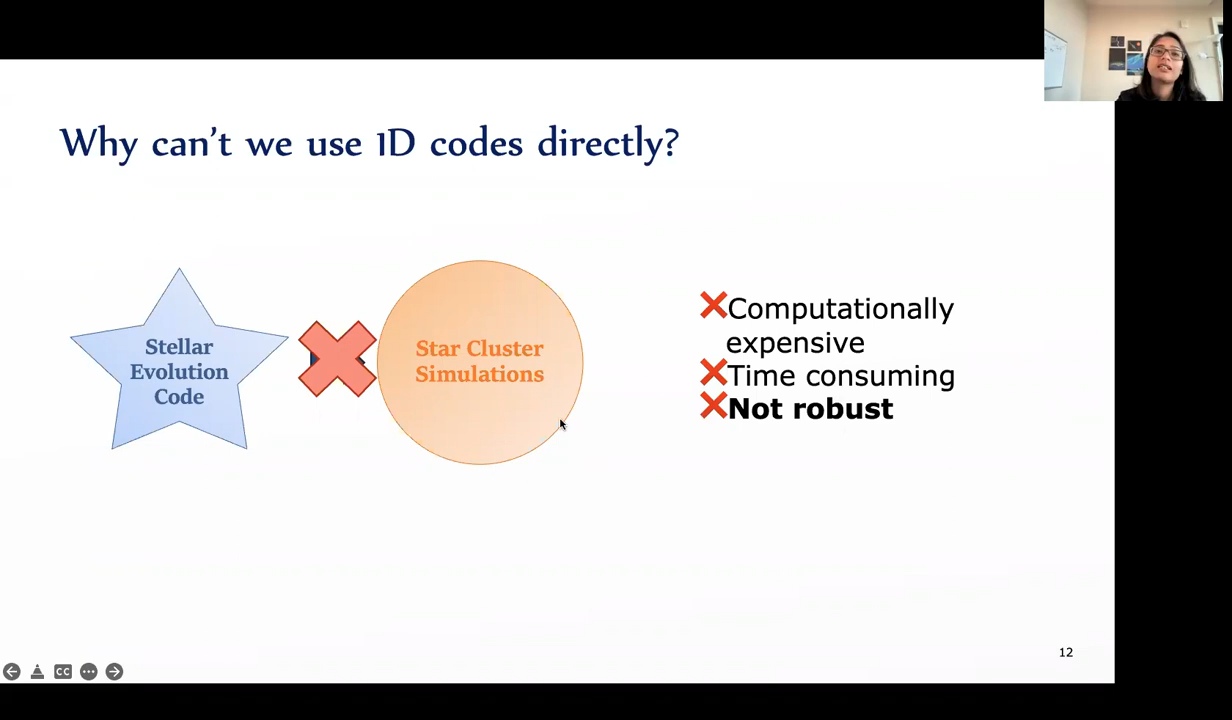 Why can't we use 1D codes directly?
Stellar
Evolution
Code
Star Cluster
Simulations
Computationally
expensive
Time consuming
Not robust
12
CC